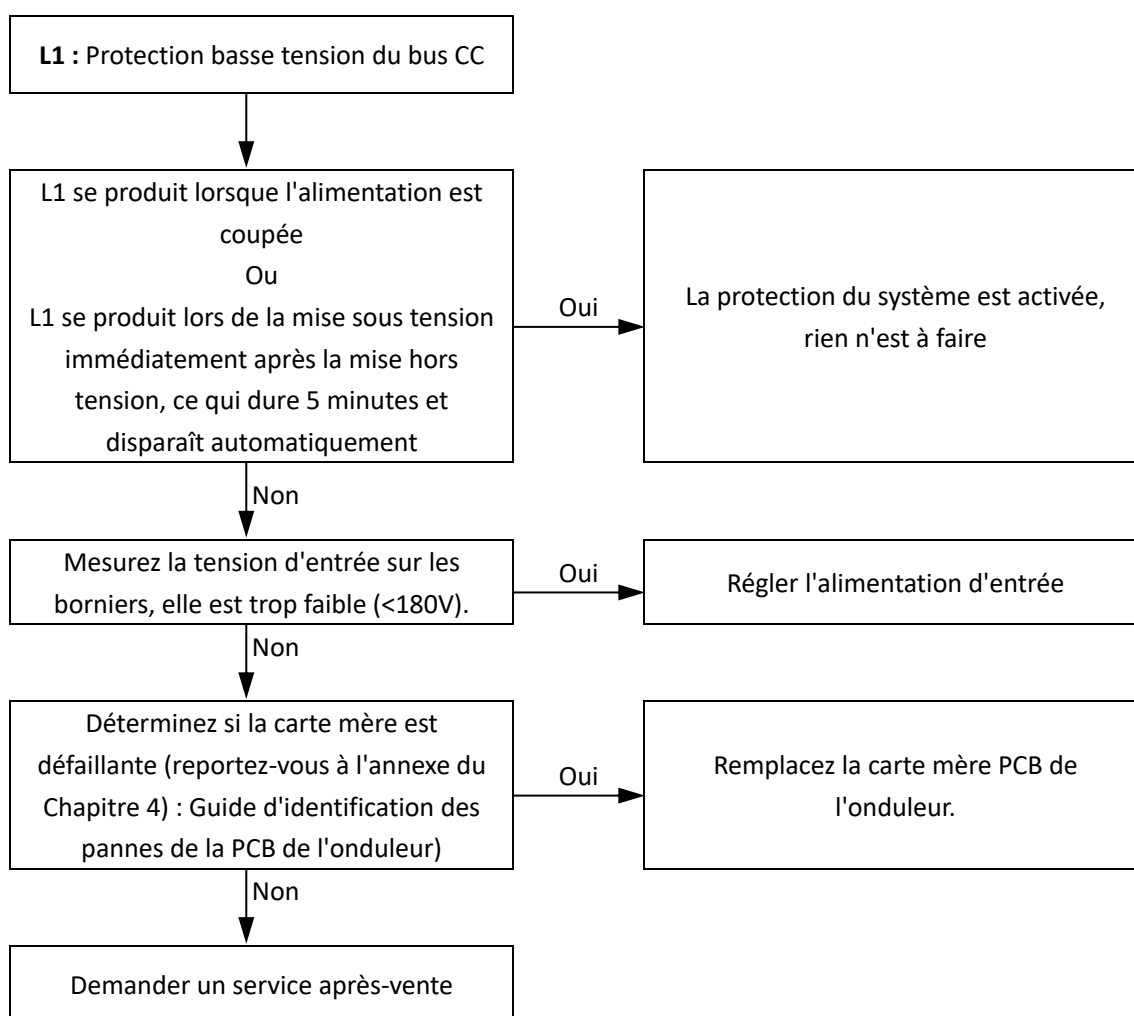 L1 : Protection basse tension du bus CC
L1 se produit lorsque l'alimentation est
coupée
Ou
L1 se produit lors de la mise sous tension
immédiatement après la mise hors
tension, ce qui dure 5 minutes et
disparaît automatiquement
Oui
La protection du système est activée,
rien n'est à faire
Non
Mesurez la tension d'entrée sur les
borniers, elle est trop faible (<180V).
Oui
Régler l'alimentation d'entrée
Non
Déterminez si la carte mère est
défaillante (reportez-vous à l'annexe du
Chapitre 4) : Guide d'identification des
pannes de la PCB de l'onduleur)
Oui
Remplacez la carte mère PCB de
l'onduleur.
Non
Demander un service après-vente